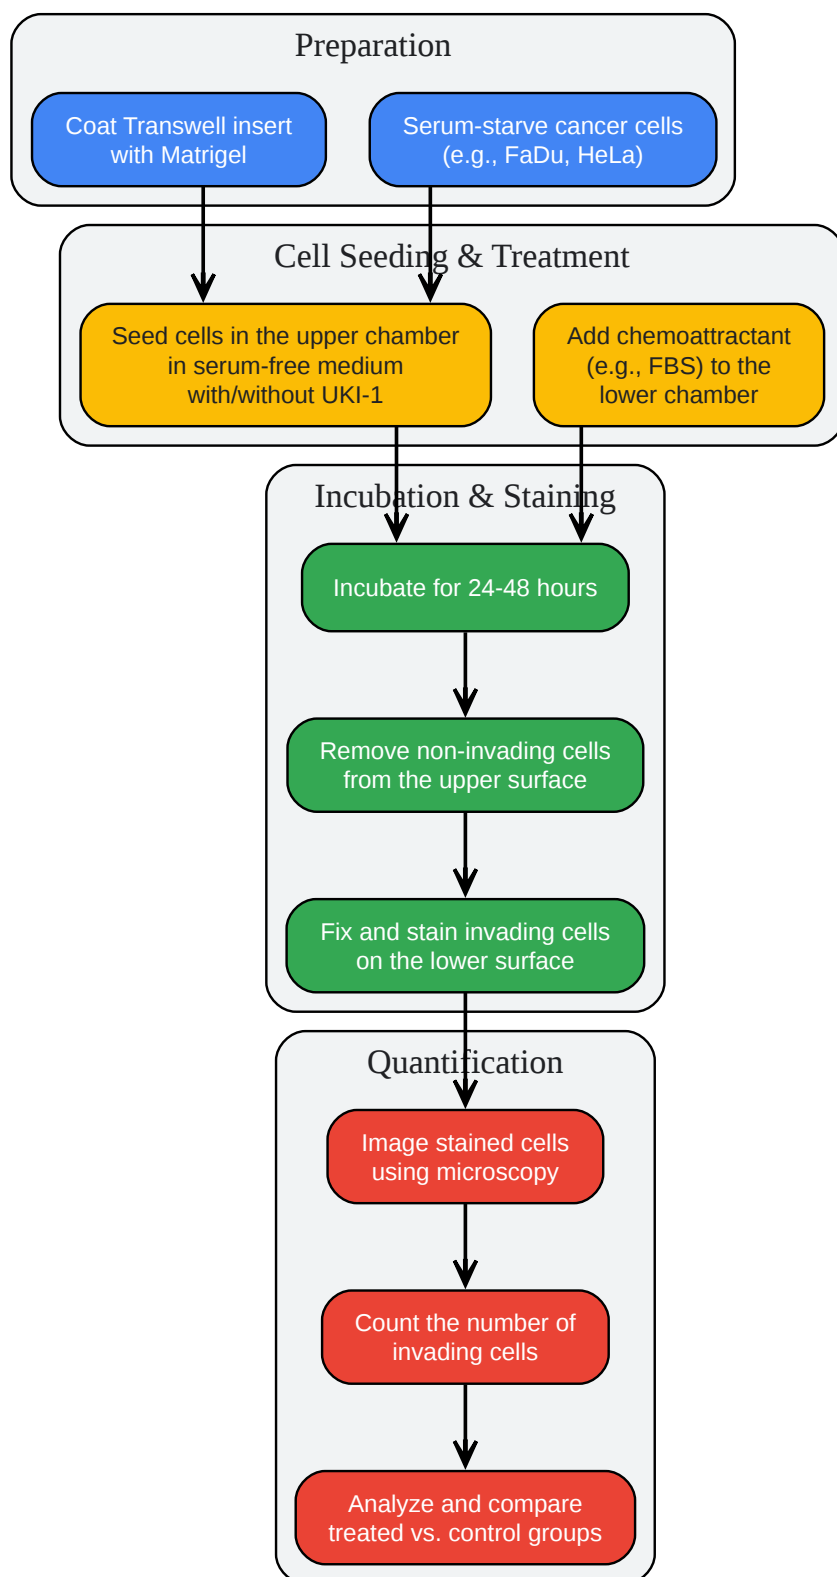 Preparation
Coat Transwell insert
with Matrigel
Serum-starve cancer cells
(e.g., FaDu, HeLa)
Cell Seeding & Treatment
Seed cells in the upper chamber
in serum-free medium
with/without UKI-1
Add chemoattractant
(e.g., FBS) to the
lower chamber
Incubation & Staining
Incubate for 24-48 hours
Remove non-invading cells
from the upper surface
Fix and stain invading cells
on the lower surface
Quantification
Image stained cells
using microscopy
Count the number of
invading cells
Analyze and compare
treated vs. control groups